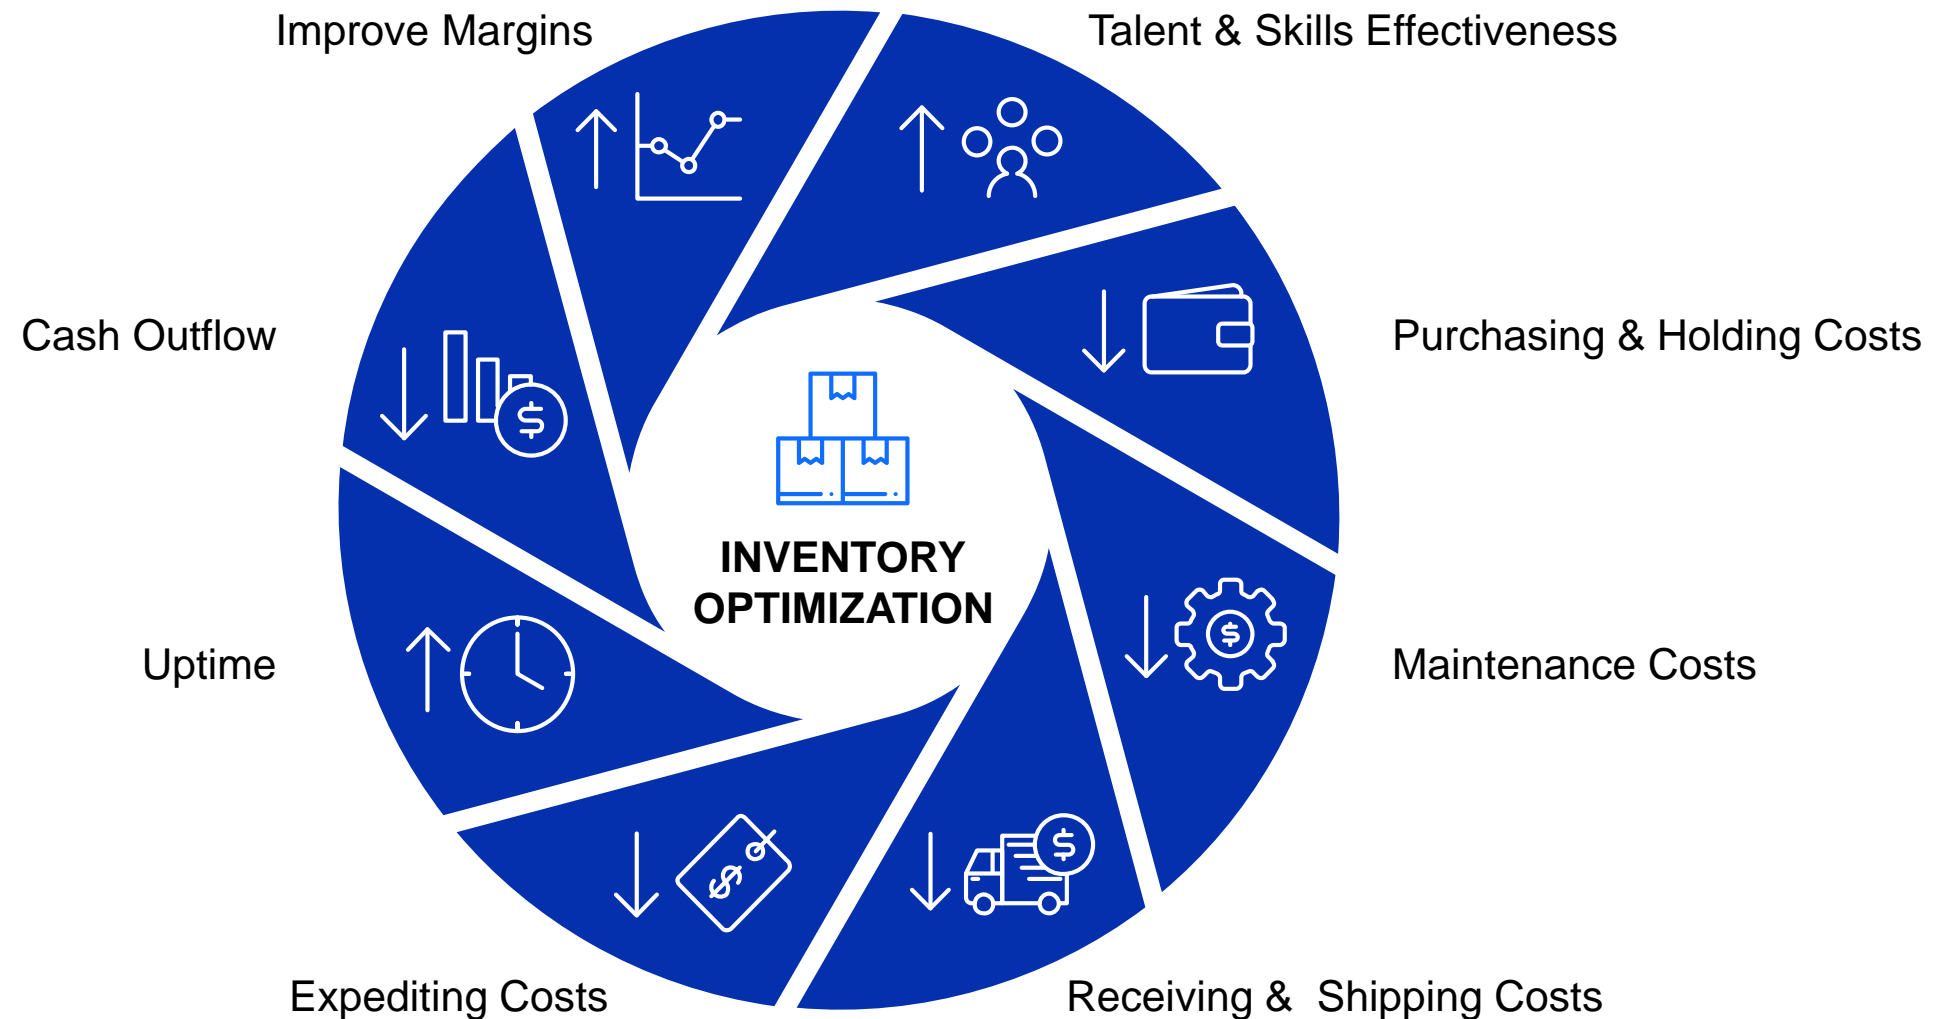 Improve Margins
Talent & Skills Effectiveness
Cash Outflow
Purchasing & Holding Costs
$
INVENTORY
OPTIMIZATION
$
Uptime
Maintenance Costs
$
$
Expediting Costs
Receiving &  Shipping Costs